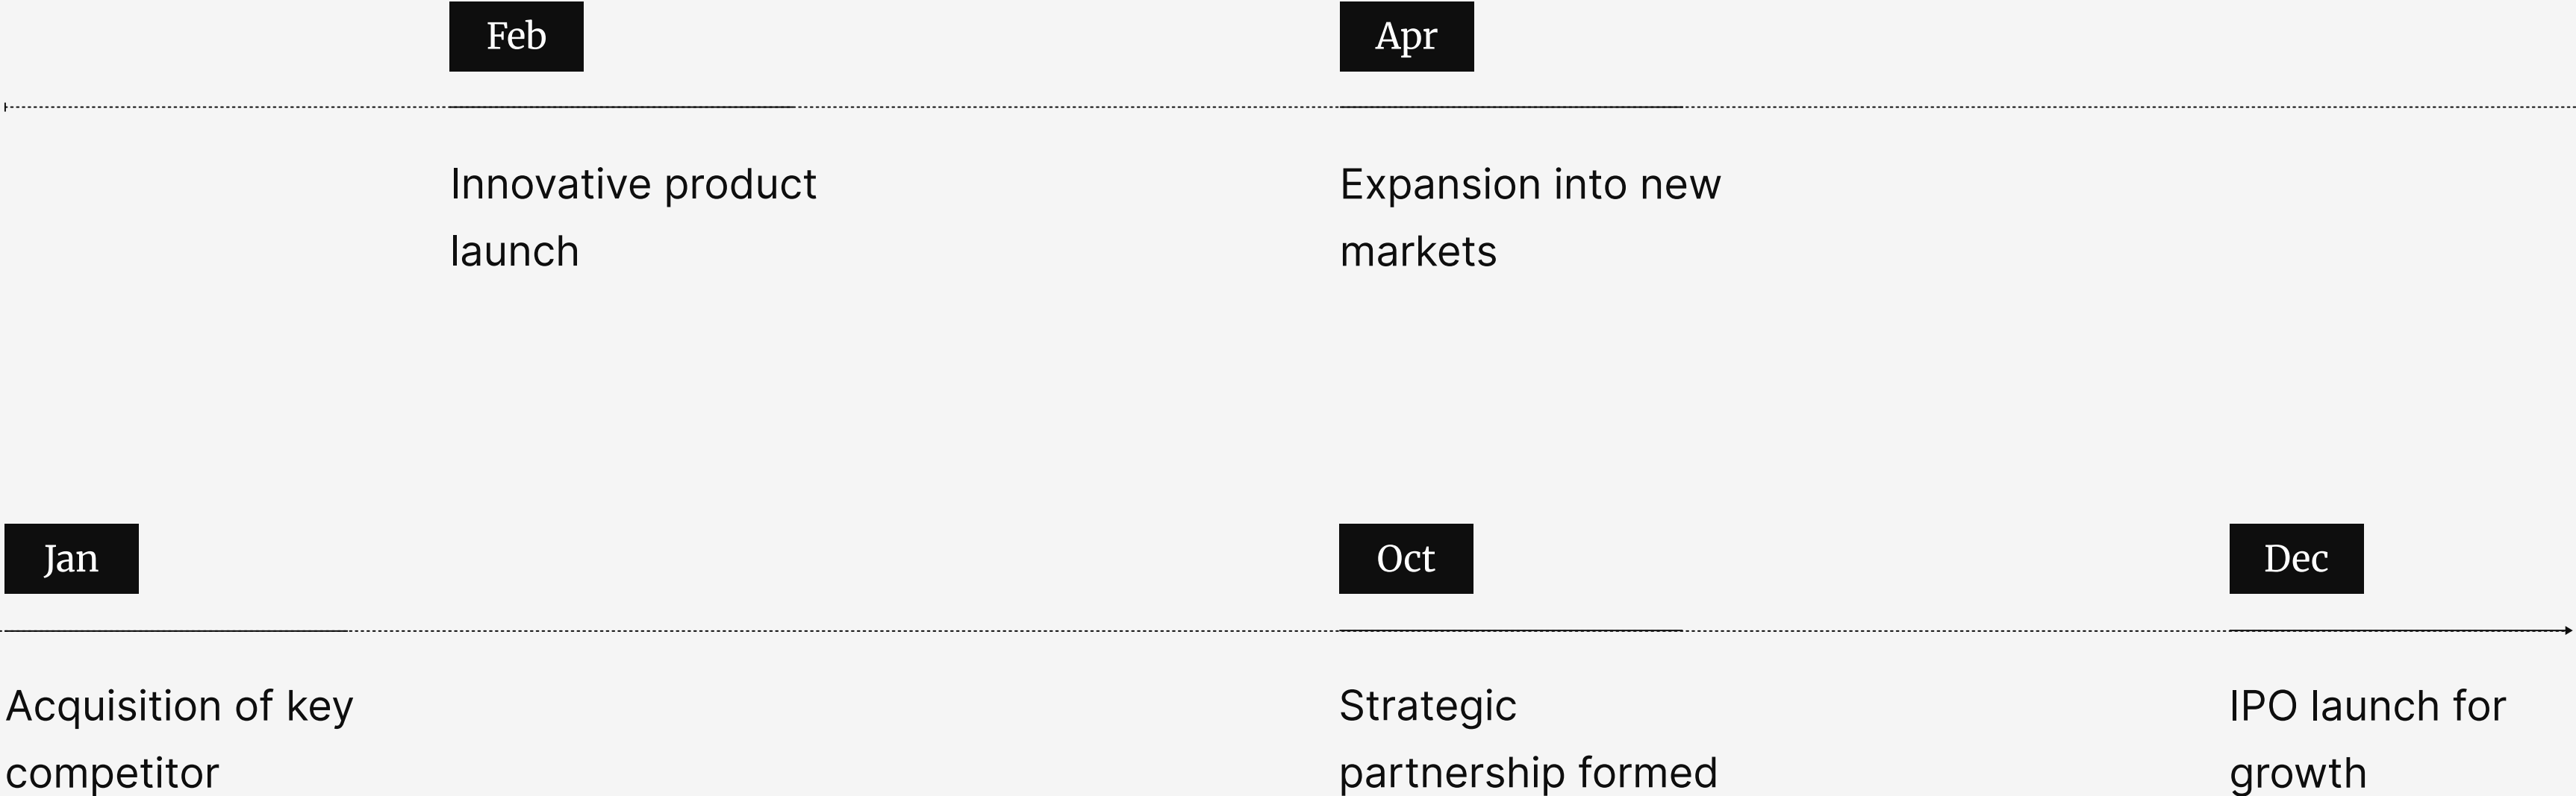 Feb
Apr
Innovative product
launch
Expansion into new
markets
Jan
Oct
Dec
Acquisition of key
competitor
Strategic
partnership formed
IPO launch for
growth